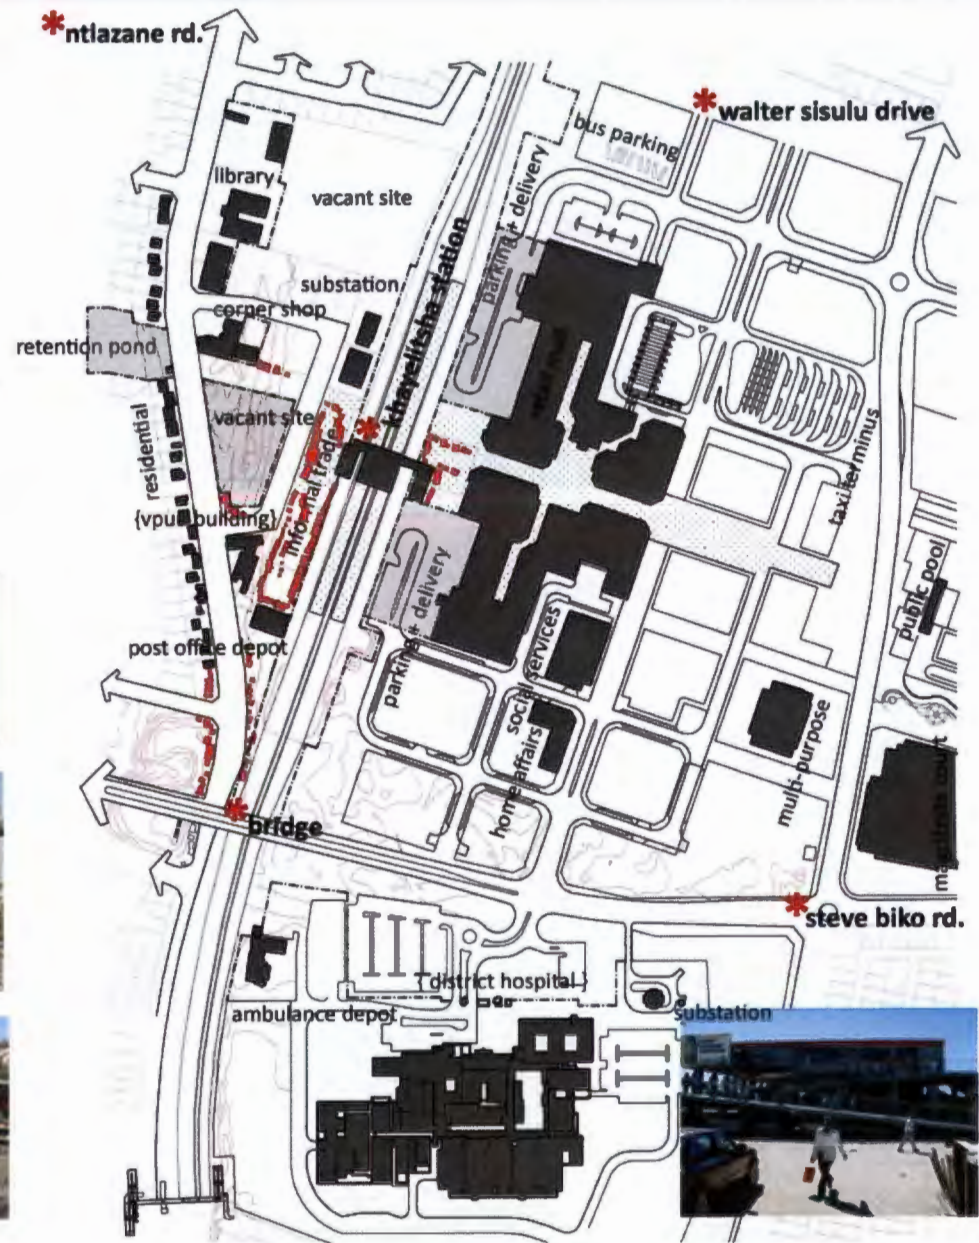 *ntlazane rd.
*walter sisulu drive
bus parking
library
vacant site
parking + delivery
khayelitsha station
substation
corner shop
retention pond
vacant site
residential
informal trade
taxi terminus
{vpuu building}
public pool
parking + delivery
post office depot
social services
home affairs
multi-purpose
*bridge
*steve biko rd.
{district hospital}
ambulance depot
substation